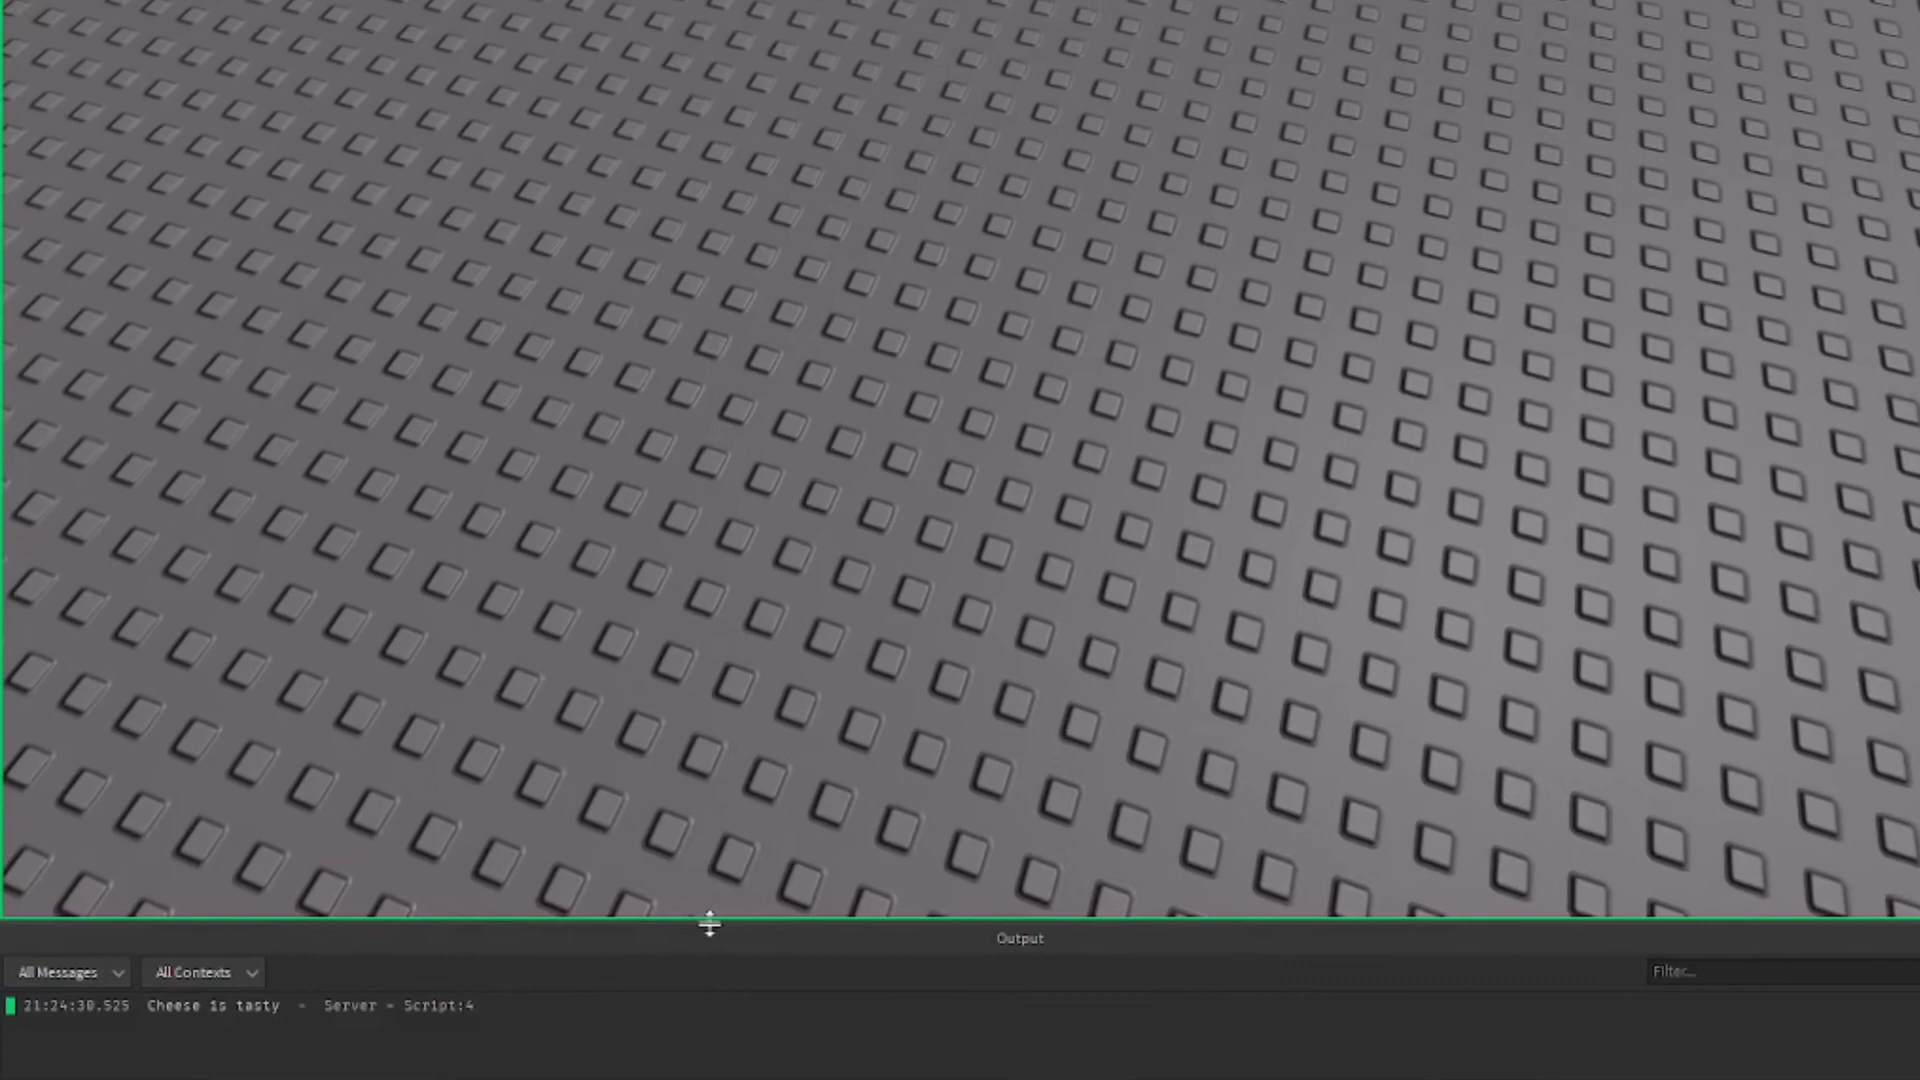 Output
All Messages
All Contexts
Filter...
21:24:30.525 Cheese is tasty - Server - Script:4